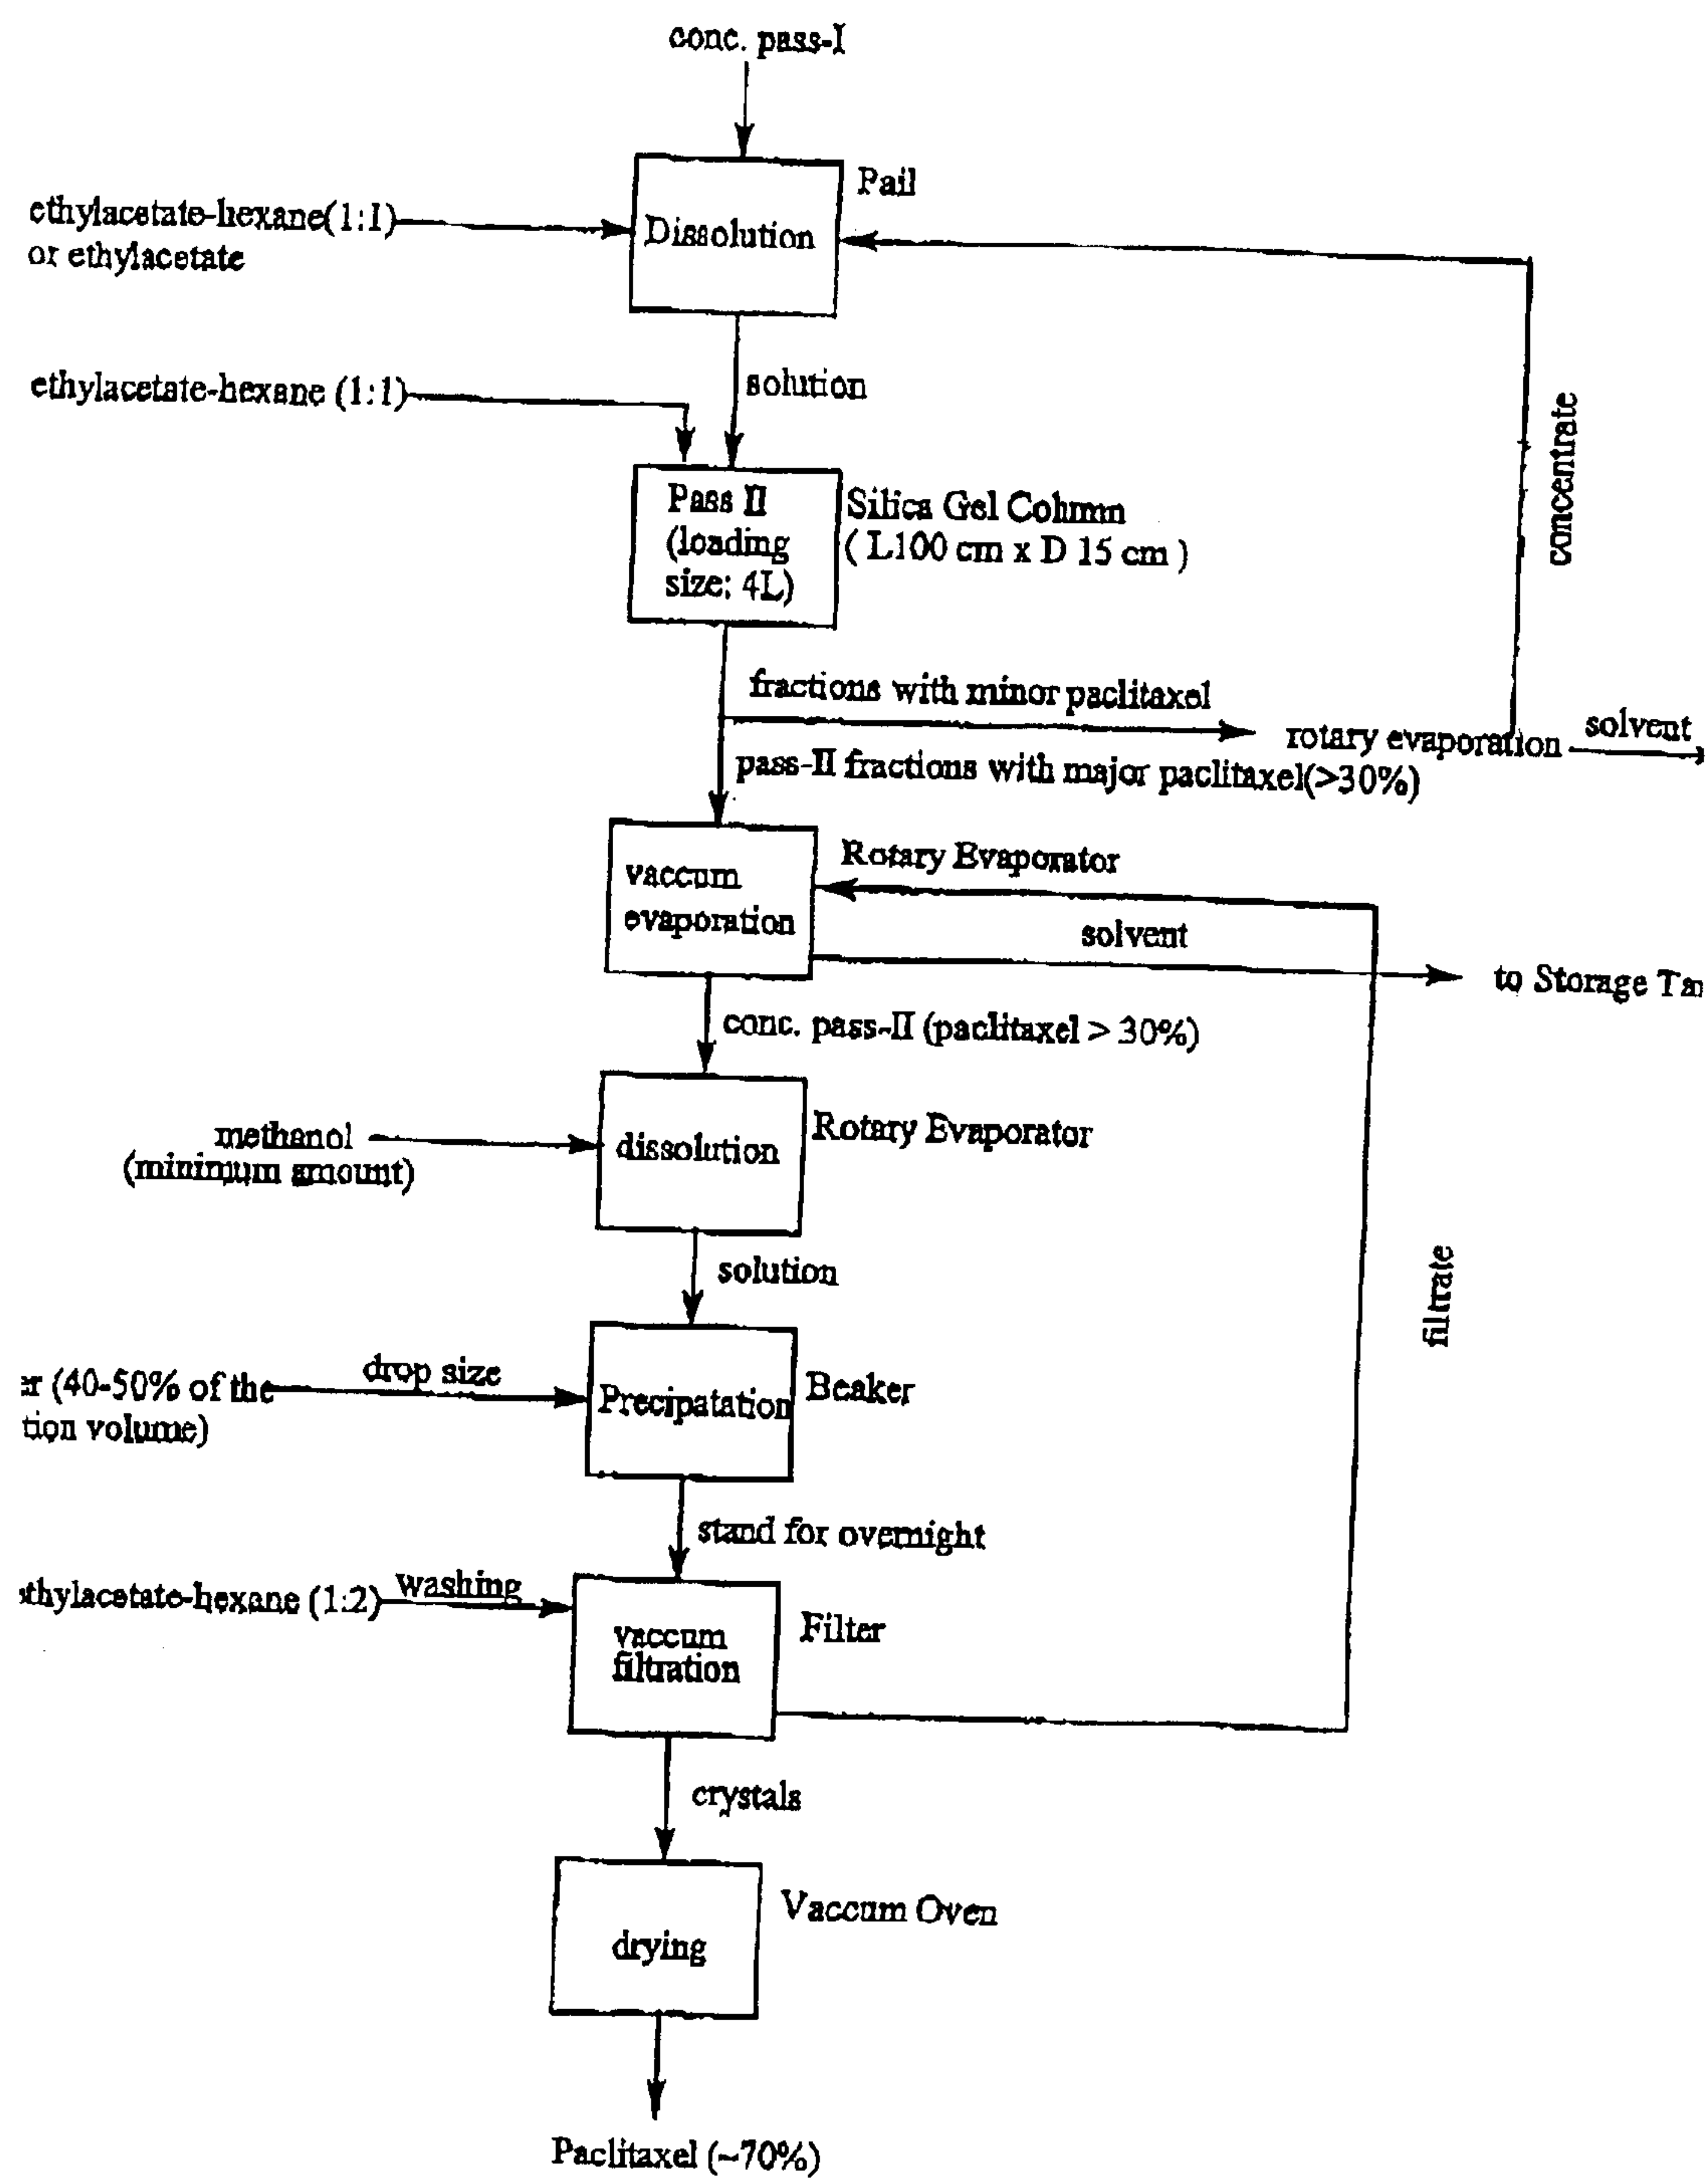 conc. pass-I
Pail
ethylacetate-hexane(1:1)
or ethylacetate
Dissolution
solution
ethylacetate-hexane (1:1)
concentrate
Pass II
(loading
size: 4L)
Silica Gel Column
( L100 cm x D 15 cm )
fractions with minor paclitaxel
rotary evaporation
solvent
pass-II fractions with major paclitaxel(>30%)
vaccum
evaporation
Rotary Evaporator
solvent
to Storage Ta
conc. pass-II (paclitaxel > 30%)
methanol
(minimum amount)
dissolution
Rotary Evaporator
solution
filtrate
r (40-50% of the
tion volume)
drop size
Precipatation
Beaker
stand for overnight
thylacetate-hexane (1:2)
washing
vaccum
filtration
Filter
crystals
drying
Vaccum Oven
Paclitaxel (~70%)